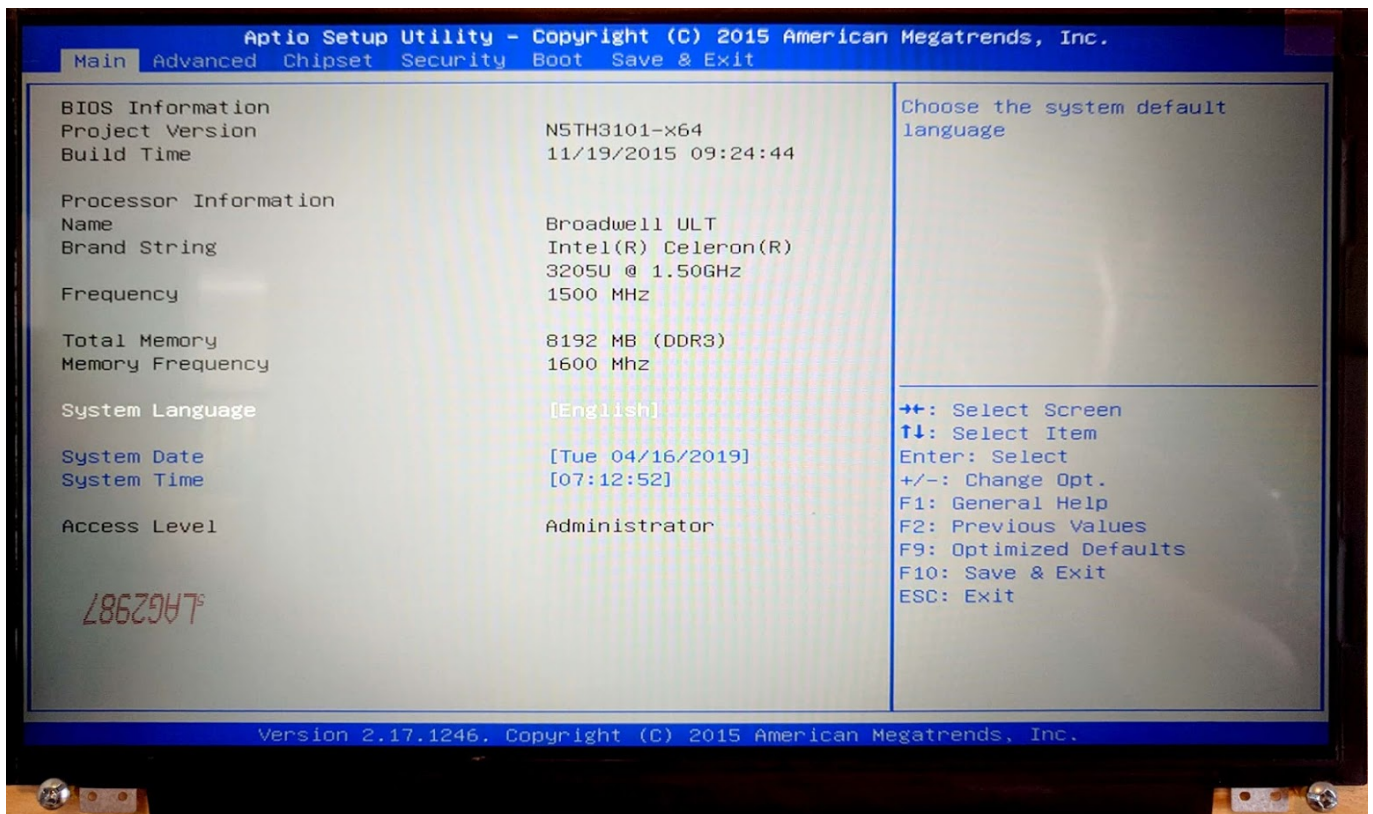 Aptio Setup Utility – Copyright (C) 2015 American Megatrends, Inc.
Main Advanced Chipset Security Boot Save & Exit
BIOS Information
Project Version N5TH3101-x64
Build Time 11/19/2015 09:24:44
Processor Information
Name Broadwell ULT
Brand String Intel(R) Celeron(R)
3205U @ 1.50GHz
Frequency 1500 MHz
Total Memory 8192 MB (DDR3)
Memory Frequency 1600 Mhz
System Language [English]
System Date [Tue 04/16/2019]
System Time [07:12:52]
Access Level Administrator
Choose the system default
language
→←: Select Screen
↑↓: Select Item
Enter: Select
+/-: Change Opt.
F1: General Help
F2: Previous Values
F9: Optimized Defaults
F10: Save & Exit
ESC: Exit
Version 2.17.1246. Copyright (C) 2015 American Megatrends, Inc.